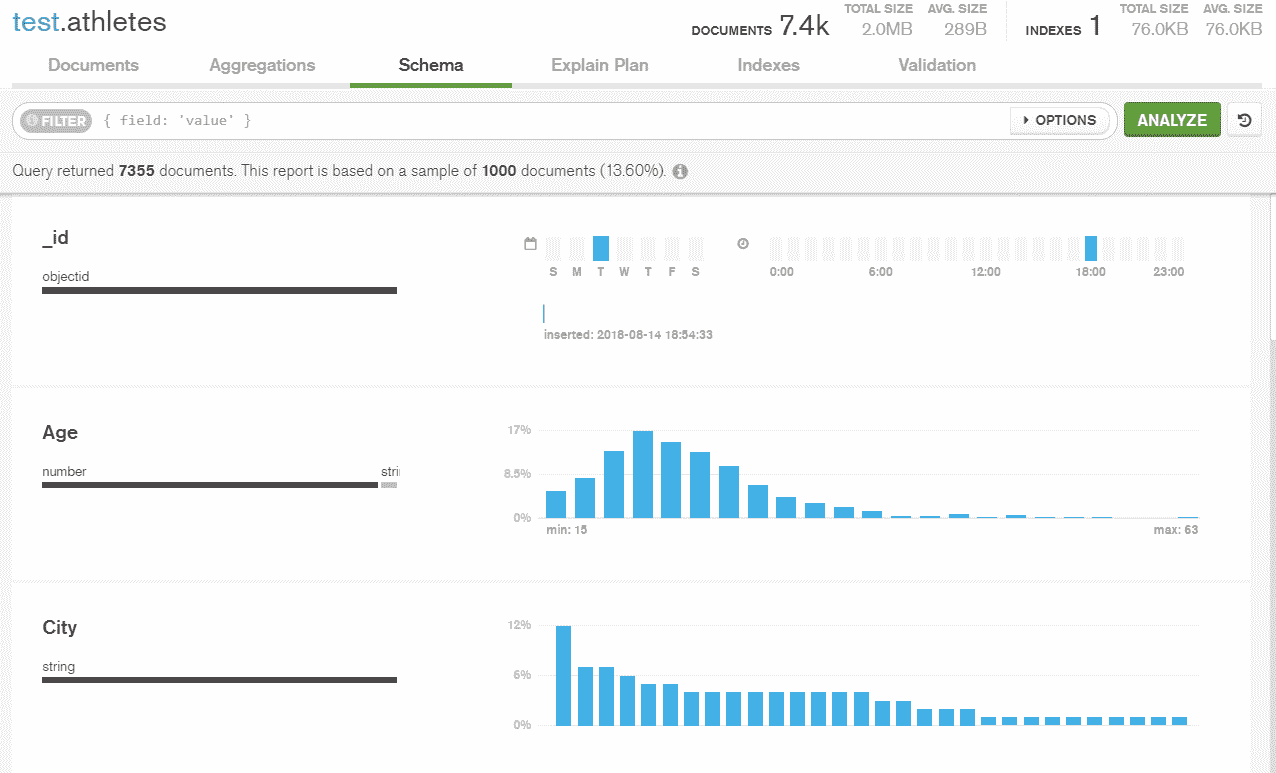 test.athletes
DOCUMENTS 7.4k TOTAL SIZE 2.0MB AVG. SIZE 289B INDEXES 1 TOTAL SIZE 76.0KB AVG. SIZE 76.0KB
Documents Aggregations Schema Explain Plan Indexes Validation
FILTER { field: 'value' } OPTIONS ANALYZE
Query returned 7355 documents. This report is based on a sample of 1000 documents (13.60%).
_id
objectid
S M T W T F S 0:00 6:00 12:00 18:00 23:00
inserted: 2018-08-14 18:54:33
Age
number stri
17%
8.5%
0%
min: 15 max: 63
City
string
12%
6%
0%